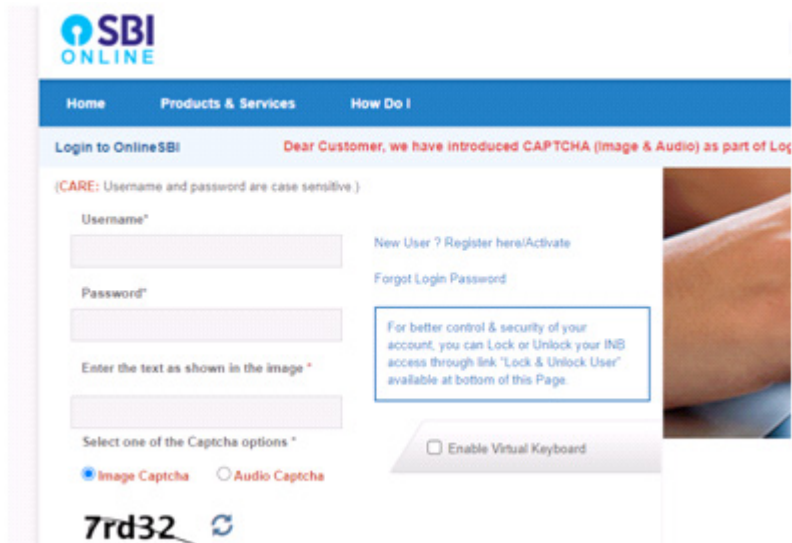 SBI
ONLINE
Home Products & Services How Do I
Login to OnlineSBI Dear Customer, we have introduced CAPTCHA (Image & Audio) as part of
(CARE: Username and password are case sensitive.)
Username*
New User ? Register here/Activate
Forgot Login Password
Password*
For better control & security of your
account, you can Lock or Unlock your INB
access through link "Lock & Unlock User"
available at bottom of this Page.
Enter the text as shown in the image *
Select one of the Captcha options *
Enable Virtual Keyboard
Image Captcha Audio Captcha
7rd32